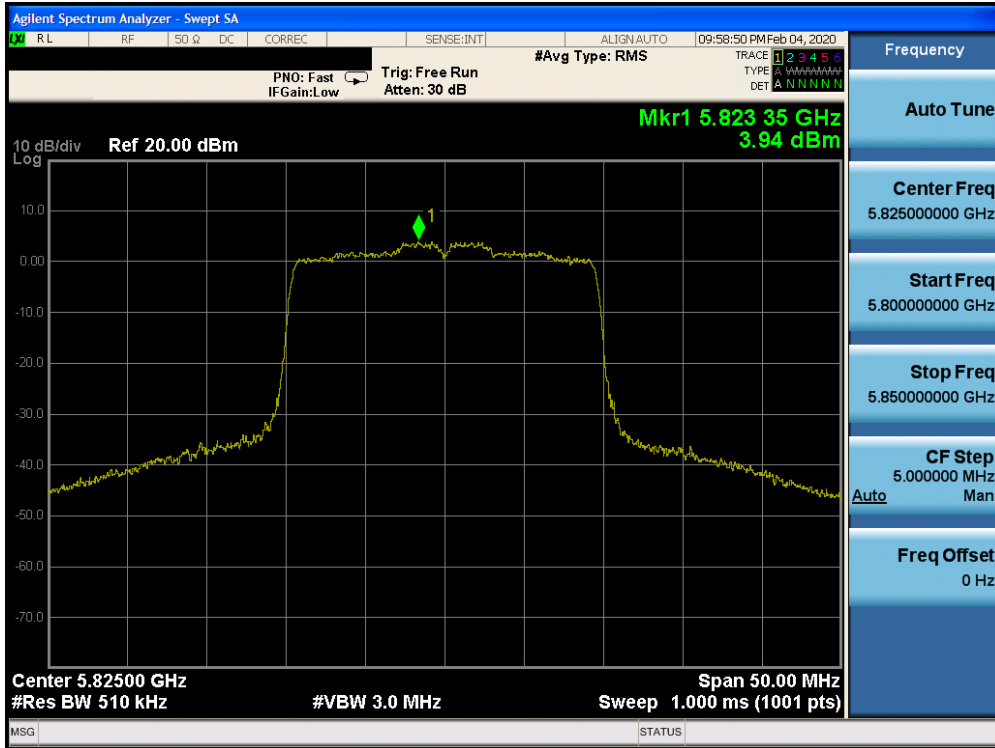 Agilent Spectrum Analyzer - Swept SA
LXI RL RF 50 Ω DC CORREC SENSE:INT ALIGN AUTO 09:58:50 PM Feb 04, 2020
#Avg Type: RMS TRACE 1 2 3 4 5 6
PNO: Fast Trig: Free Run TYPE A WWWWW
IFGain:Low Atten: 30 dB DET A N N N N N
Mkr1 5.823 35 GHz
3.94 dBm
10 dB/div Ref 20.00 dBm
Log
10.0
1
0.00
-10.0
-20.0
-30.0
-40.0
-50.0
-60.0
-70.0
Center 5.82500 GHz Span 50.00 MHz
#Res BW 510 kHz #VBW 3.0 MHz Sweep 1.000 ms (1001 pts)
MSG STATUS
Frequency
Auto Tune
Center Freq
5.825000000 GHz
Start Freq
5.800000000 GHz
Stop Freq
5.850000000 GHz
CF Step
5.000000 MHz
Auto Man
Freq Offset
0 Hz